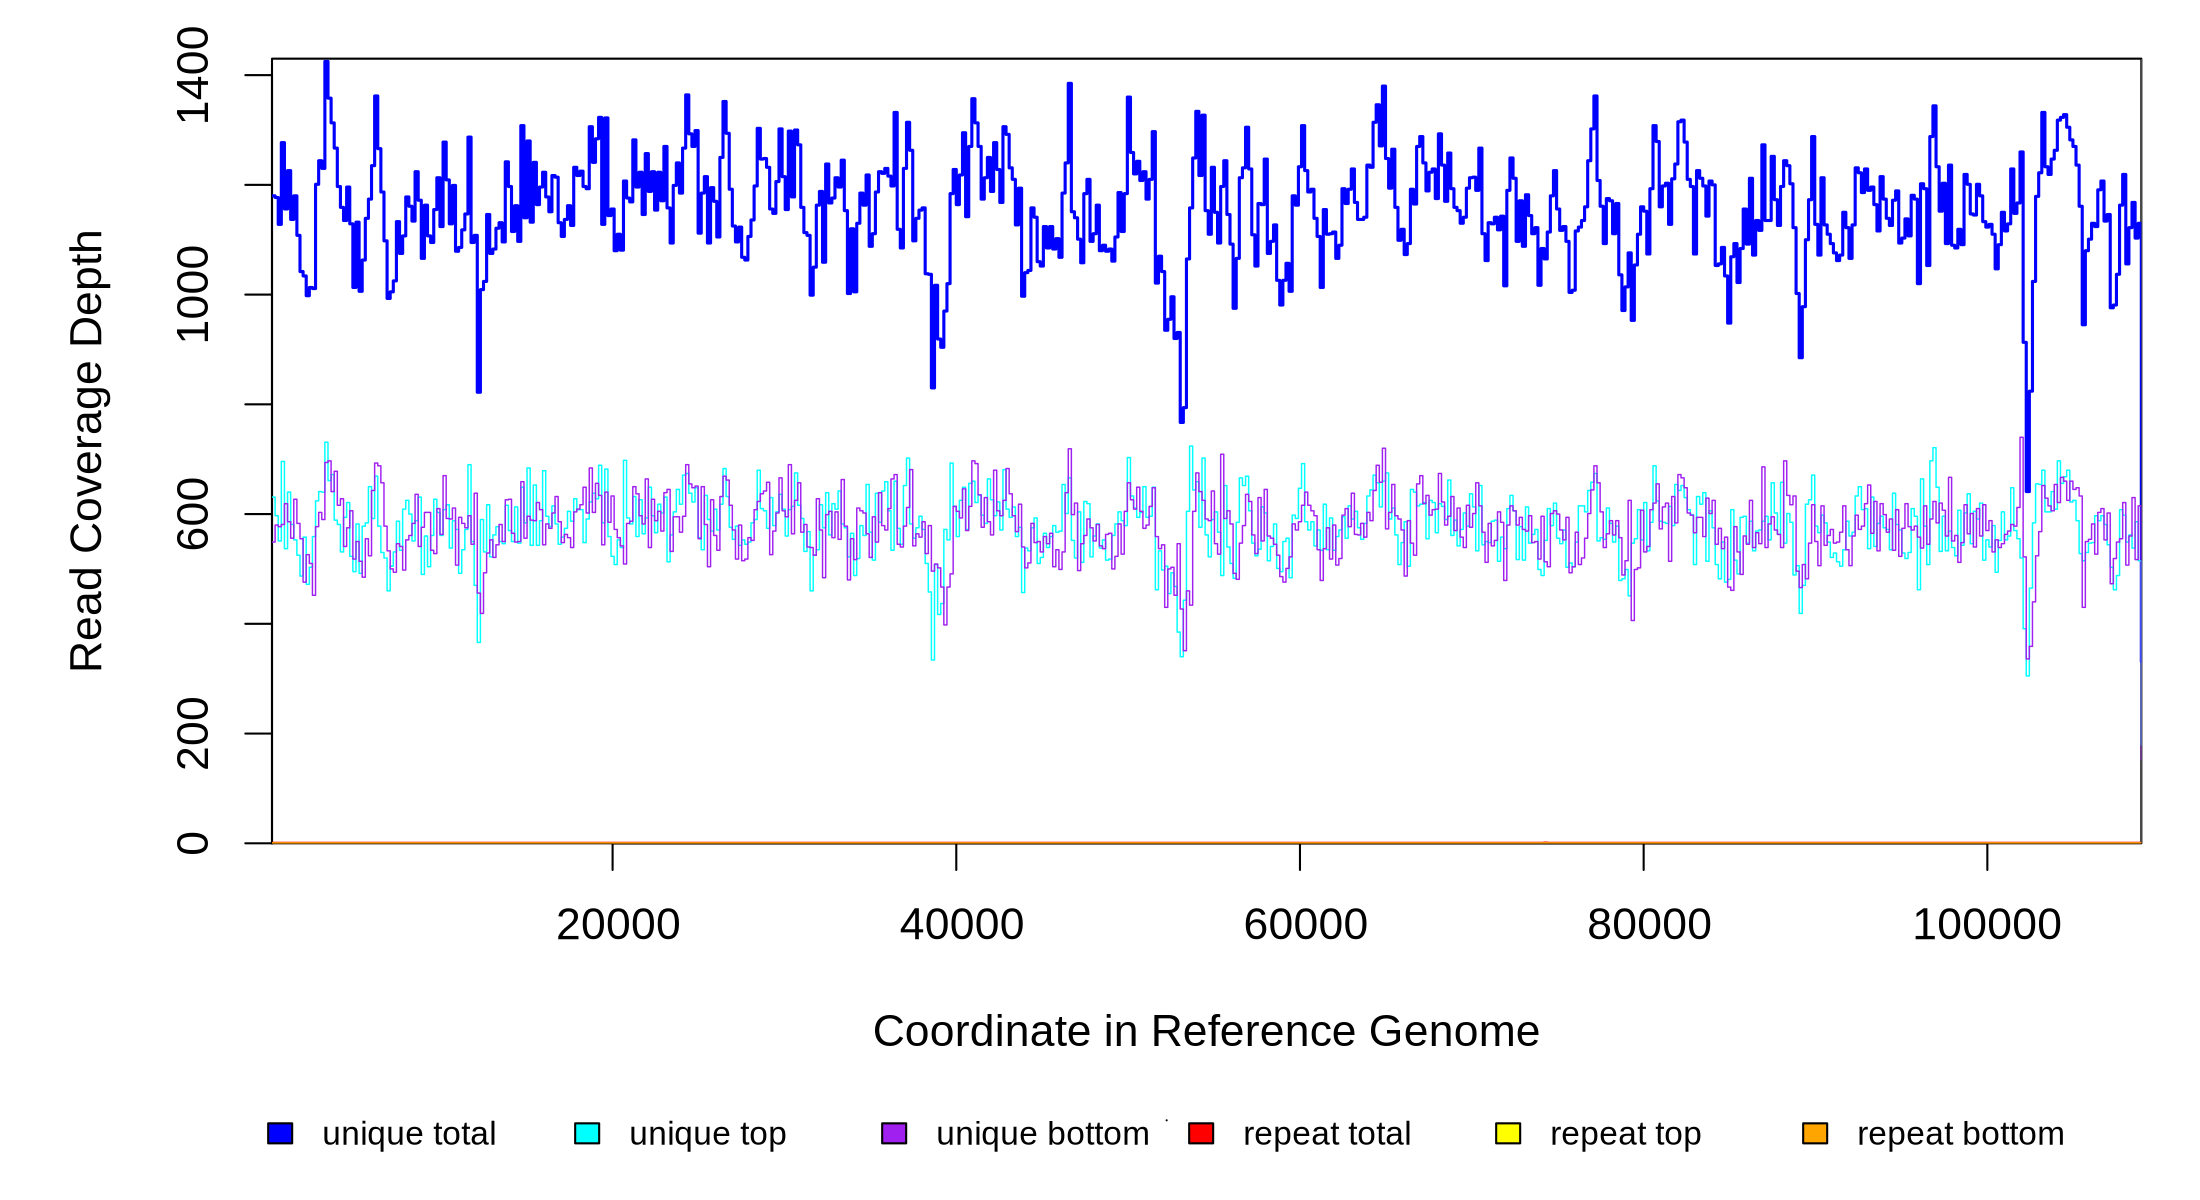 Read Coverage Depth
1400
1000
600
200
0
20000 40000 60000 80000 100000
Coordinate in Reference Genome
unique total unique top unique bottom repeat total repeat top repeat bottom